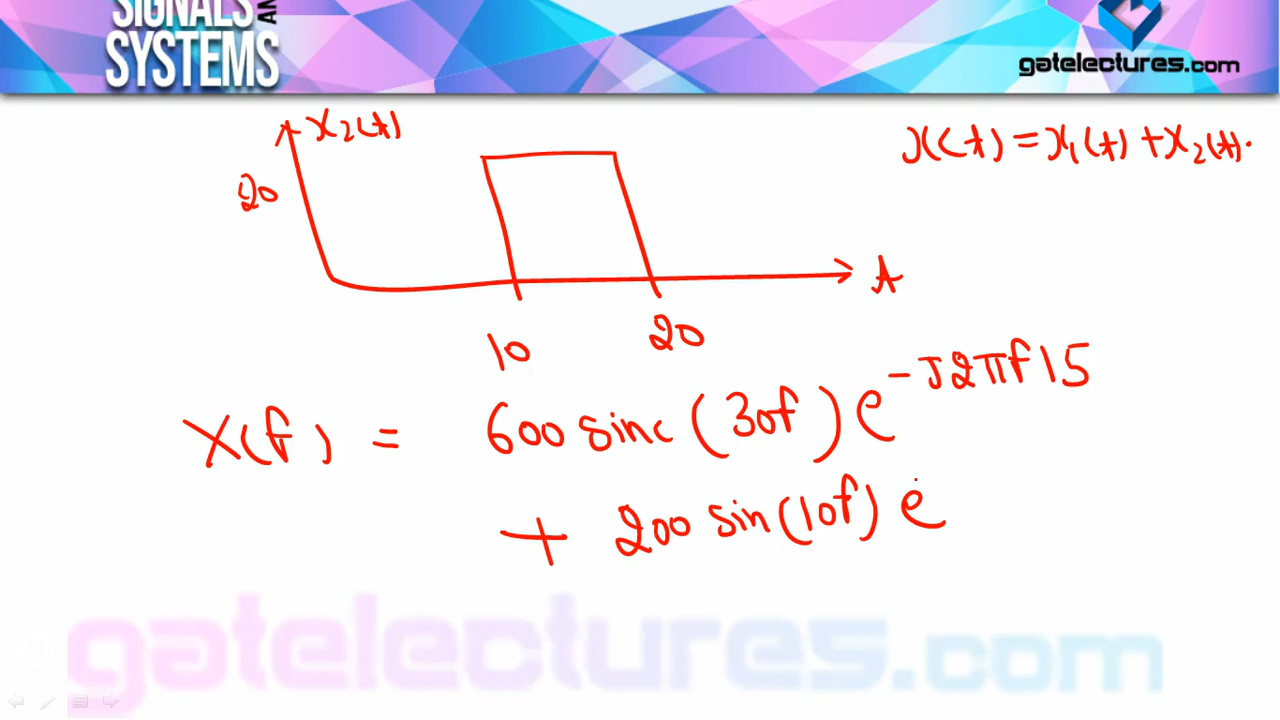 SIGNALS AND
SYSTEMS
gatelectures.com
x₂(t)
x(t) = x₁(t) + x₂(t).
20
t
10
20
X(f) = 600 sinc (30f) e^-J2πf15
+ 200 sin(10f) e
gatelectures.com